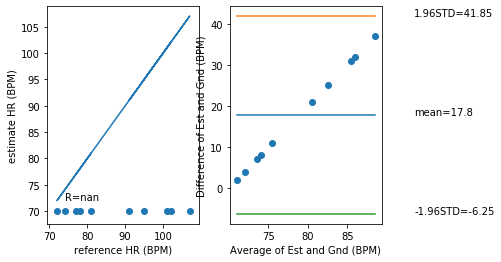 105
100
95
90
85
80
75
70
estimate HR (BPM)
R=nan
80
100
reference HR (BPM)
40
30
20
10
0
Difference of Est and Gnd (BPM)
75
80
85
Average of Est and Gnd (BPM)
1.96STD=41.85
mean=17.8
-1.96STD=-6.25